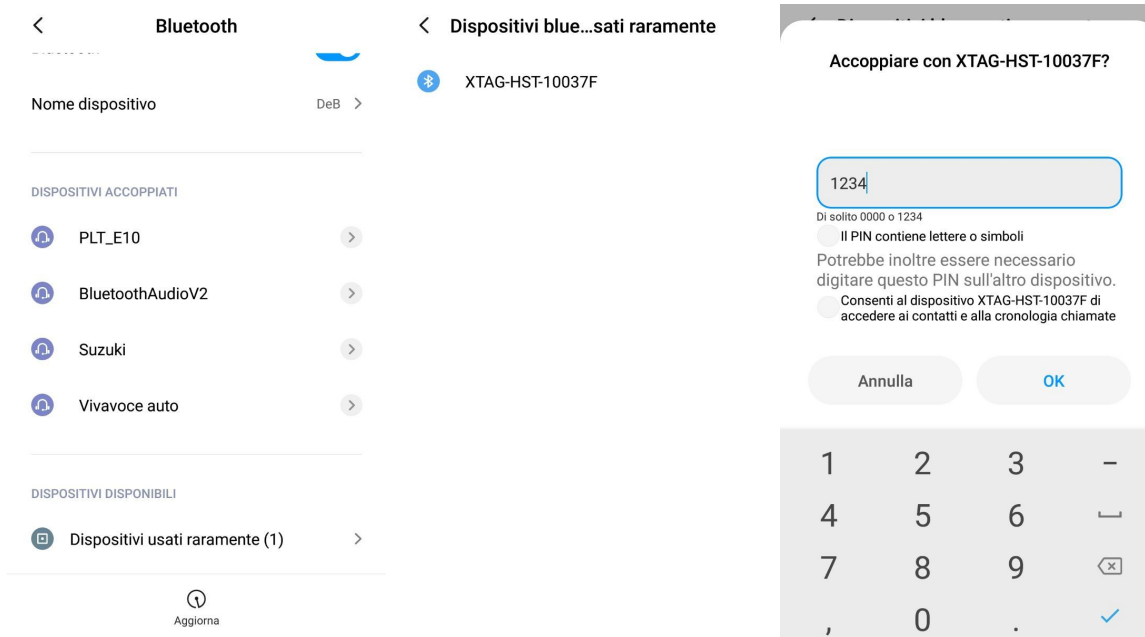 Bluetooth
Nome dispositivo
DeB
DISPOSITIVI ACCOPPIATI
PLT_E10
BluetoothAudioV2
Suzuki
Vivavoce auto
DISPOSITIVI DISPONIBILI
Dispositivi usati raramente (1)
Aggiorna
Dispositivi blue...sati raramente
XTAG-HST-10037F
Accoppiare con XTAG-HST-10037F?
1234
Di solito 0000 o 1234
Il PIN contiene lettere o simboli
Potrebbe inoltre essere necessario
digitare questo PIN sull'altro dispositivo.
Consenti al dispositivo XTAG-HST-10037F di
accedere ai contatti e alla cronologia chiamate
Annulla
OK
1 2 3 -
4 5 6
7 8 9
, 0 .